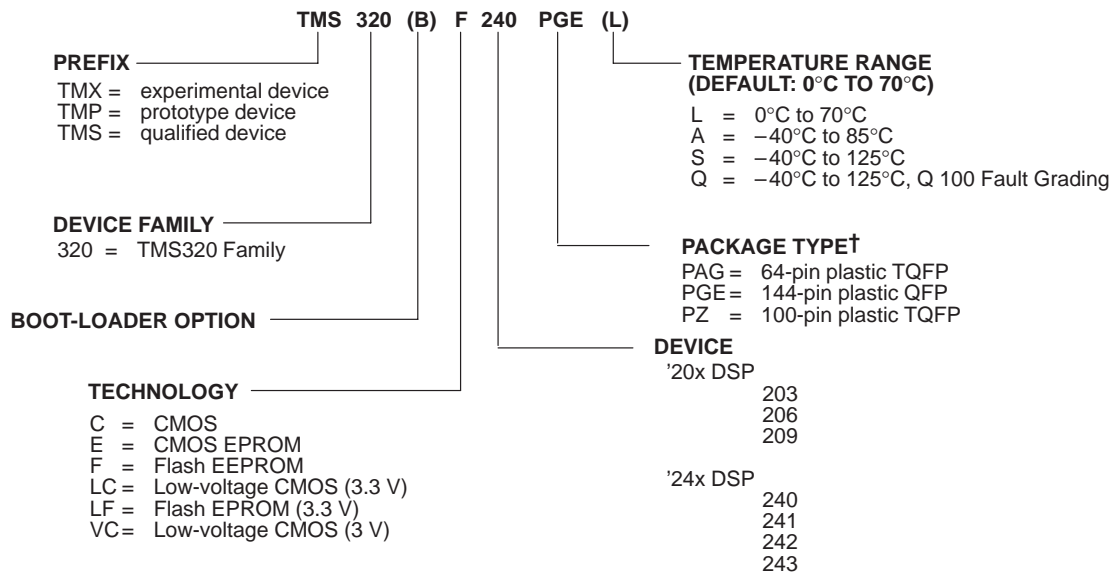 TMS 320 (B) F 240 PGE (L)
PREFIX
TMX = experimental device
TMP = prototype device
TMS = qualified device
TEMPERATURE RANGE
(DEFAULT: 0°C TO 70°C)
L = 0°C to 70°C
A = –40°C to 85°C
S = –40°C to 125°C
Q = –40°C to 125°C, Q 100 Fault Grading
DEVICE FAMILY
320 = TMS320 Family
PACKAGE TYPE†
PAG = 64-pin plastic TQFP
PGE = 144-pin plastic QFP
PZ = 100-pin plastic TQFP
BOOT-LOADER OPTION
DEVICE
'20x DSP
203
206
209
'24x DSP
240
241
242
243
TECHNOLOGY
C = CMOS
E = CMOS EPROM
F = Flash EEPROM
LC = Low-voltage CMOS (3.3 V)
LF = Flash EPROM (3.3 V)
VC = Low-voltage CMOS (3 V)